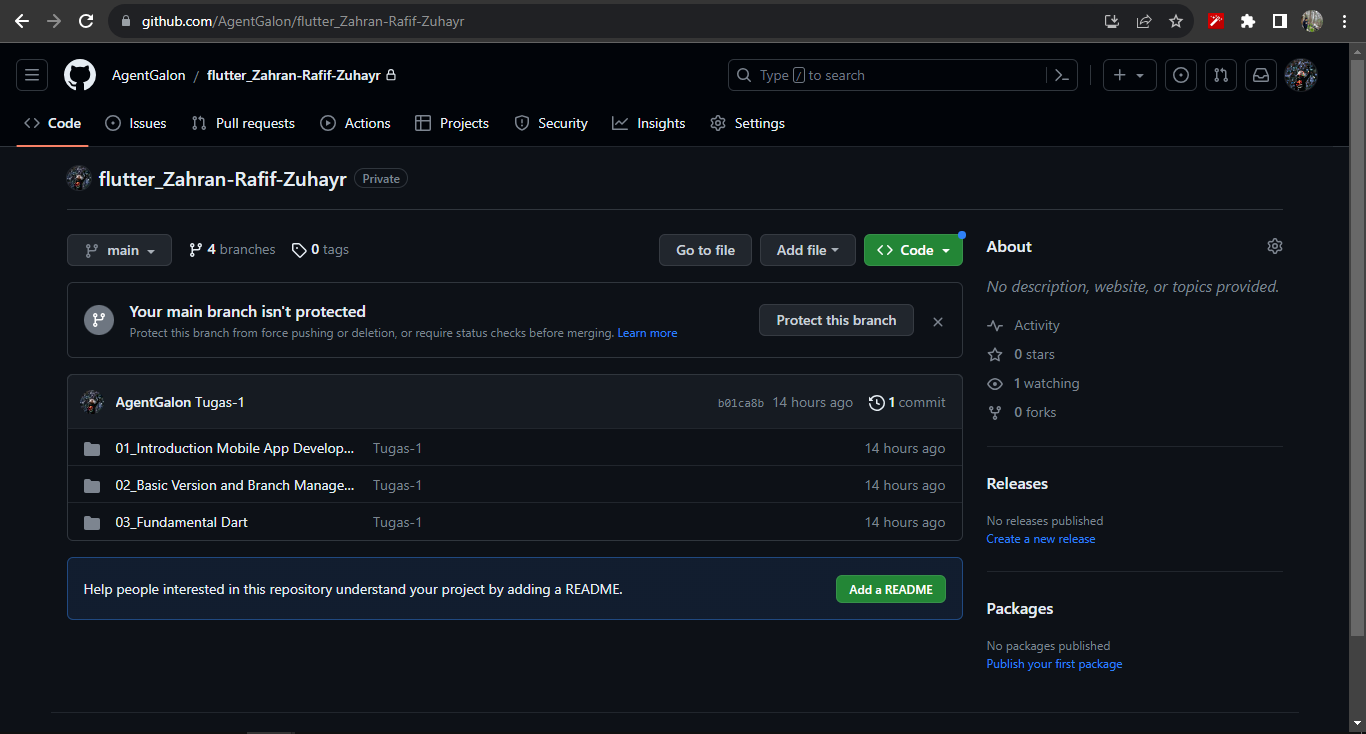 github.com/AgentGalon/flutter_Zahran-Rafif-Zuhayr
AgentGalon / flutter_Zahran-Rafif-Zuhayr
Type / to search
Code Issues Pull requests Actions Projects Security Insights Settings
flutter_Zahran-Rafif-Zuhayr Private
main 4 branches 0 tags Go to file Add file Code
Your main branch isn't protected
Protect this branch from force pushing or deletion, or require status checks before merging. Learn more
Protect this branch
AgentGalon Tugas-1 b01ca8b 14 hours ago 1 commit
01_Introduction Mobile App Develop... Tugas-1 14 hours ago
02_Basic Version and Branch Manage... Tugas-1 14 hours ago
03_Fundamental Dart Tugas-1 14 hours ago
Help people interested in this repository understand your project by adding a README. Add a README
About
No description, website, or topics provided.
Activity
0 stars
1 watching
0 forks
Releases
No releases published
Create a new release
Packages
No packages published
Publish your first package